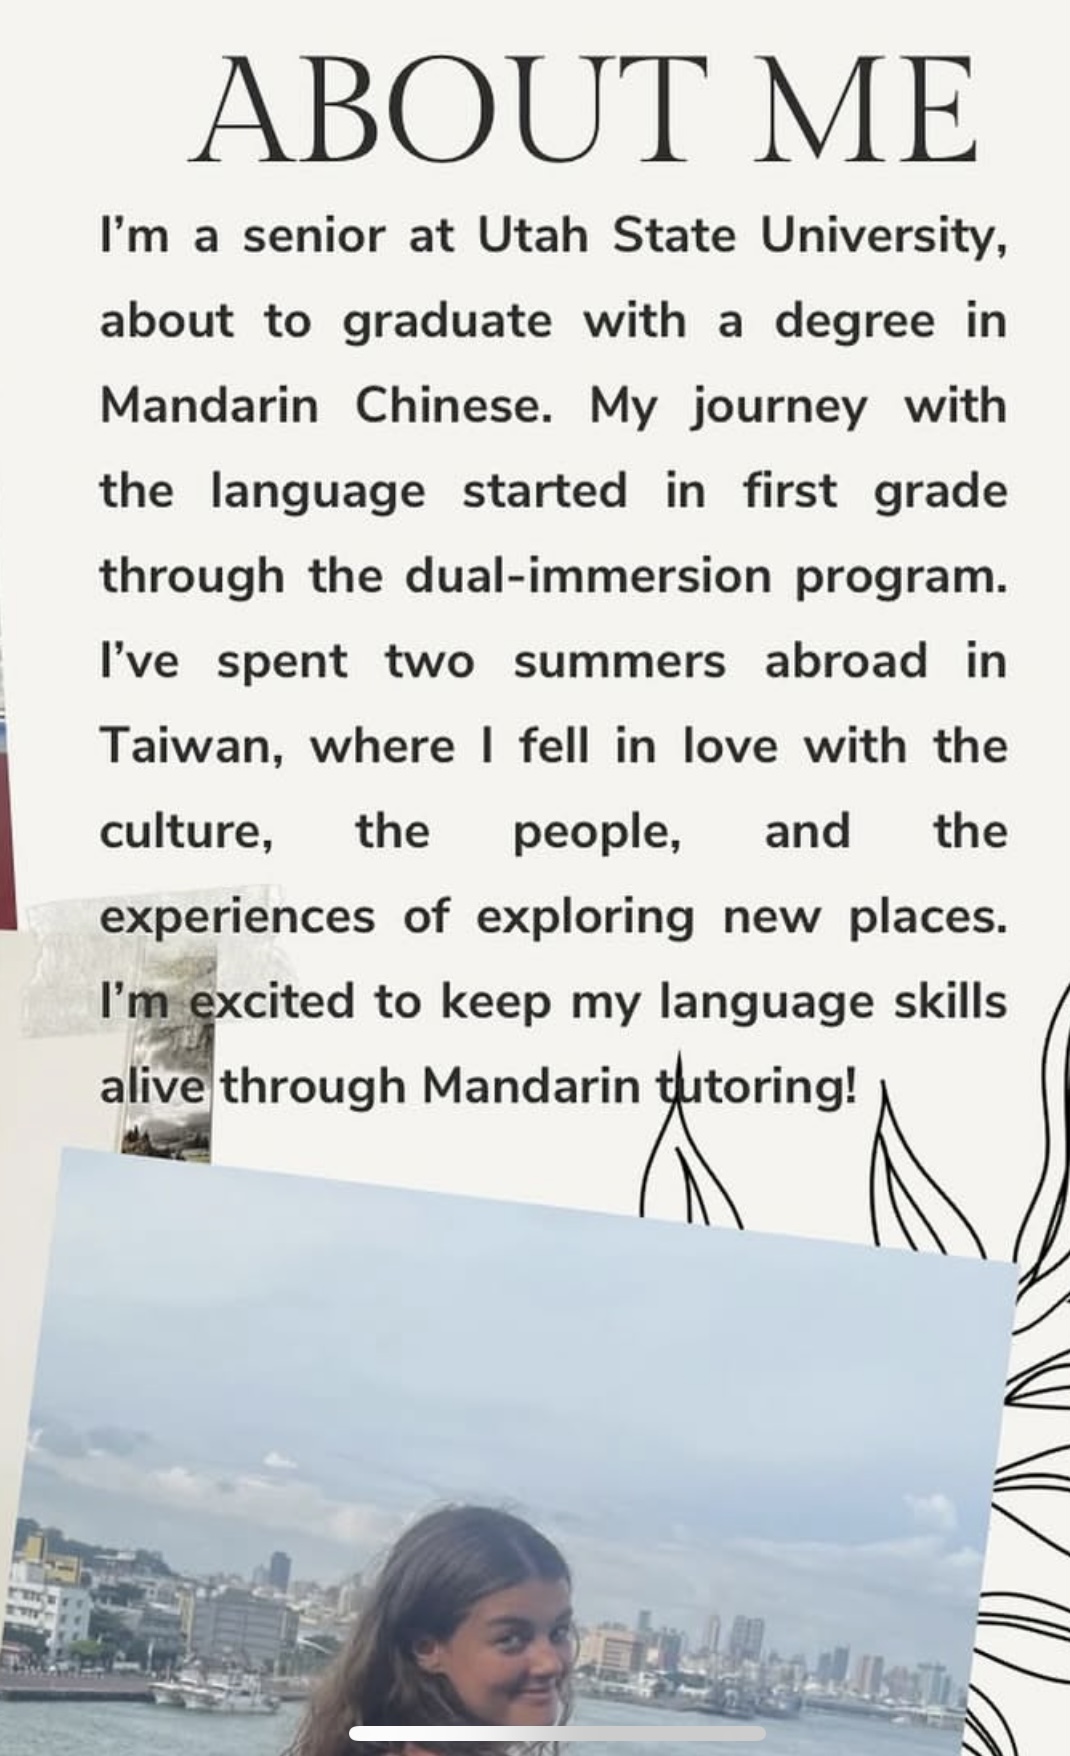 ABOUT ME
I’m a senior at Utah State University,
about to graduate with a degree in
Mandarin Chinese. My journey with
the language started in first grade
through the dual-immersion program.
I’ve spent two summers abroad in
Taiwan, where I fell in love with the
culture, the people, and the
experiences of exploring new places.
I’m excited to keep my language skills
alive through Mandarin tutoring!